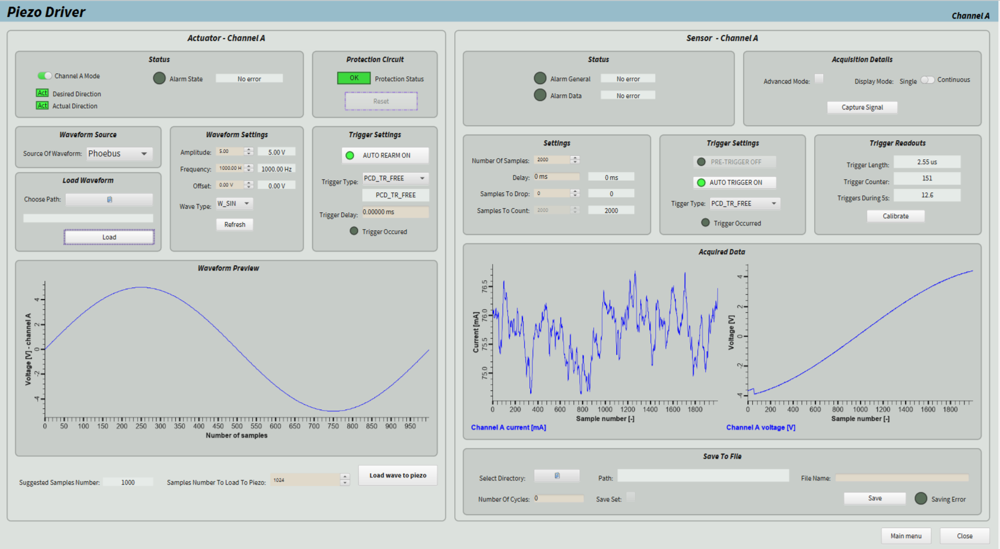 Piezo Driver
Channel A
Actuator - Channel A
Status
Channel A Mode
Alarm State
No error
Act
Desired Direction
Act
Actual Direction
Protection Circuit
OK
Protection Status
Reset
Waveform Source
Source Of Waveform:
Phoebus
Load Waveform
Choose Path:
Load
Waveform Settings
Amplitude:
5.00
5.00 V
Frequency:
1000.00 H
1000.00 Hz
Offset:
0.00 V
0.00 V
Wave Type:
W_SIN
Refresh
Trigger Settings
AUTO REARM ON
Trigger Type:
PCD_TR_FREE
PCD_TR_FREE
Trigger Delay:
0.00000 ms
Trigger Occured
Waveform Preview
Voltage [V] - channel A
4
2
0
-2
-4
0 50 100 150 200 250 300 350 400 450 500 550 600 650 700 750 800 850 900 950
Number of samples
Suggested Samples Number:
1000
Samples Number To Load To Piezo:
1024
Load wave to piezo
Sensor - Channel A
Status
Alarm General
No error
Alarm Data
No error
Acquisition Details
Advanced Mode:
Display Mode:
Single
Continuous
Capture Signal
Settings
Number Of Samples:
2000
Delay:
0 ms
0 ms
Samples To Drop:
0
0
Samples To Count:
2000
2000
Trigger Settings
PRE-TRIGGER OFF
AUTO TRIGGER ON
Tigger Type:
PCD_TR_FREE
Trigger Occurred
Trigger Readouts
Trigger Length:
2.55 us
Trigger Counter:
151
Triggers During 5s:
12.6
Calibrate
Acquired Data
Current [mA]
76.5
76.0
75.5
75.0
0 200 400 600 800 1000 1200 1400 1600 1800
Sample number [-]
Channel A current [mA]
Voltage [V]
4
2
0
-2
-4
0 200 400 600 800 1000 1200 1400 1600 1800
Sample number [-]
Channel A voltage [V]
Save To File
Select Directory:
Path:
File Name:
Number Of Cycles:
0
Save Set:
Save
Saving Error
Main menu
Close